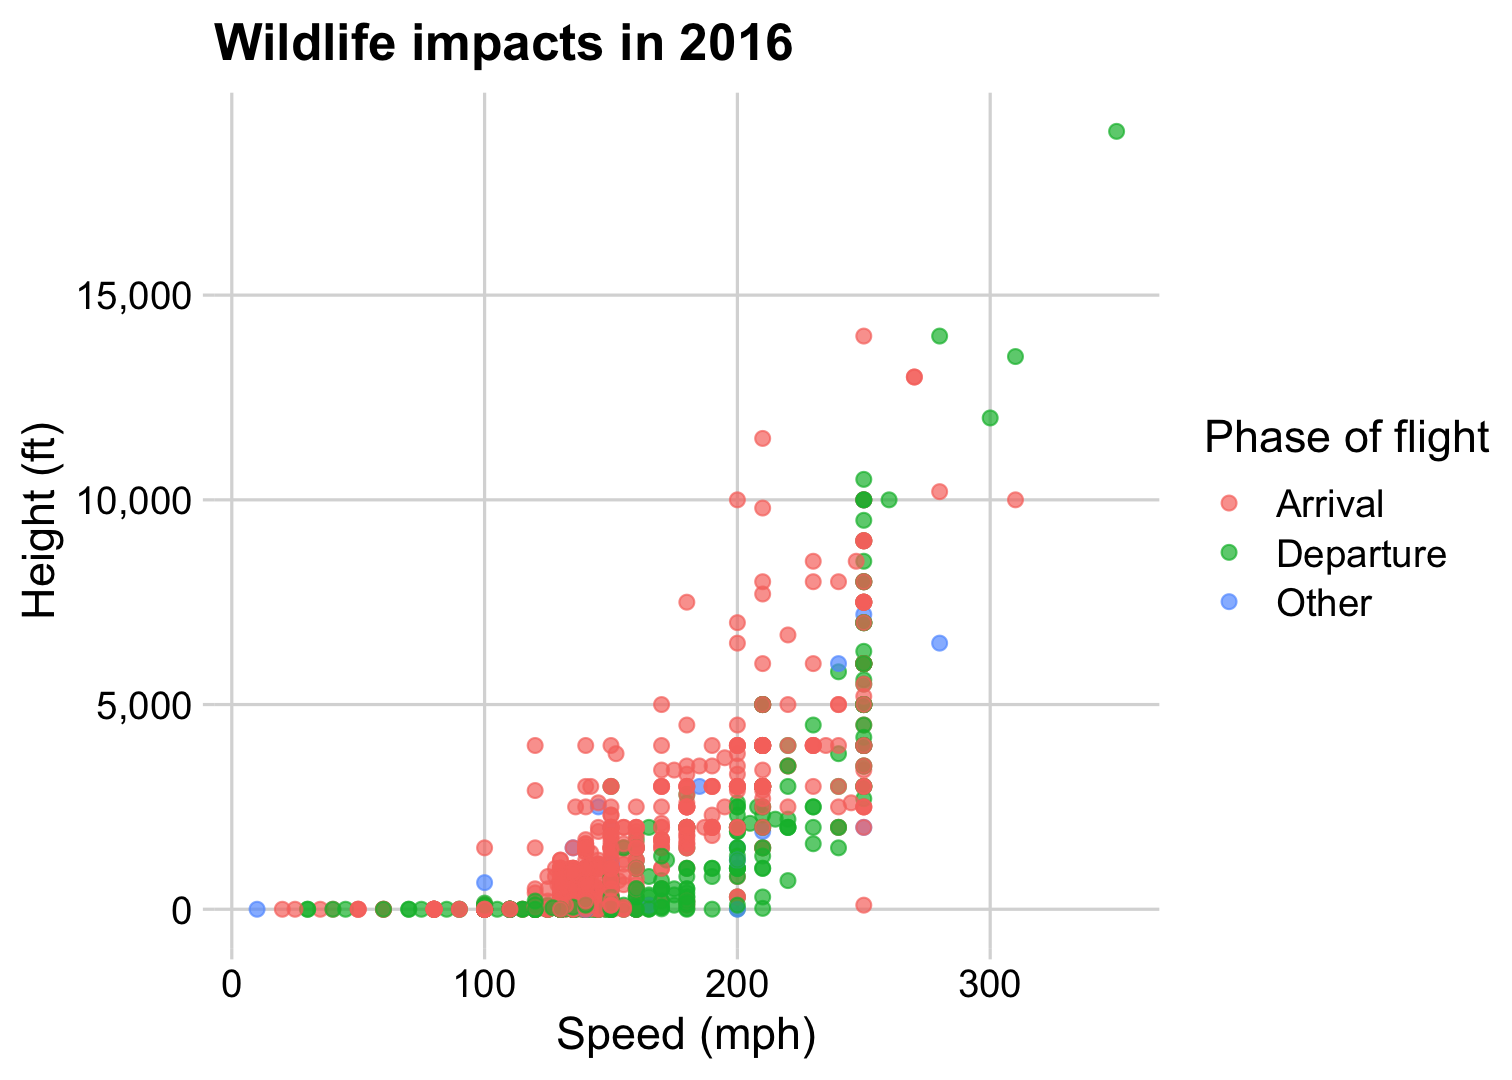 Wildlife impacts in 2016
Height (ft)
15,000
10,000
5,000
0
0 100 200 300
Speed (mph)
Phase of flight
Arrival
Departure
Other